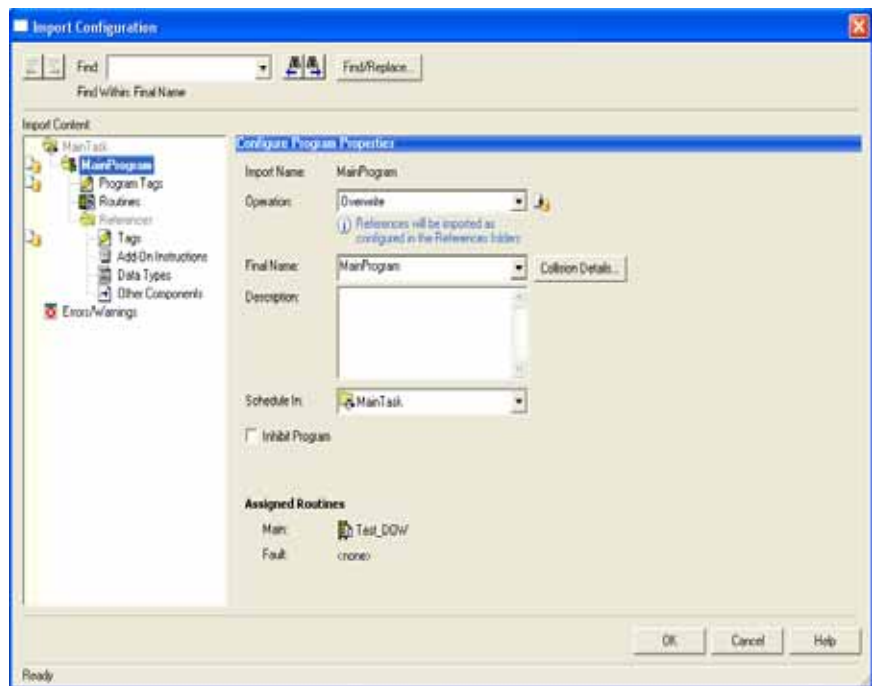 Import Configuration
Find:
Find/Replace...
Find Within: Final Name
Import Content:
MainTask
MainProgram
Program Tags
Routines
References
Tags
Add-On Instructions
Data Types
Other Components
Errors/Warnings
Configure Program Properties
Import Name: MainProgram
Operation: Overwrite
References will be imported as
configured in the References folders
Final Name: MainProgram
Collision Details...
Description:
Schedule In: MainTask
Inhibit Program
Assigned Routines
Main: Test_DOW
Fault: <none>
OK
Cancel
Help
Ready